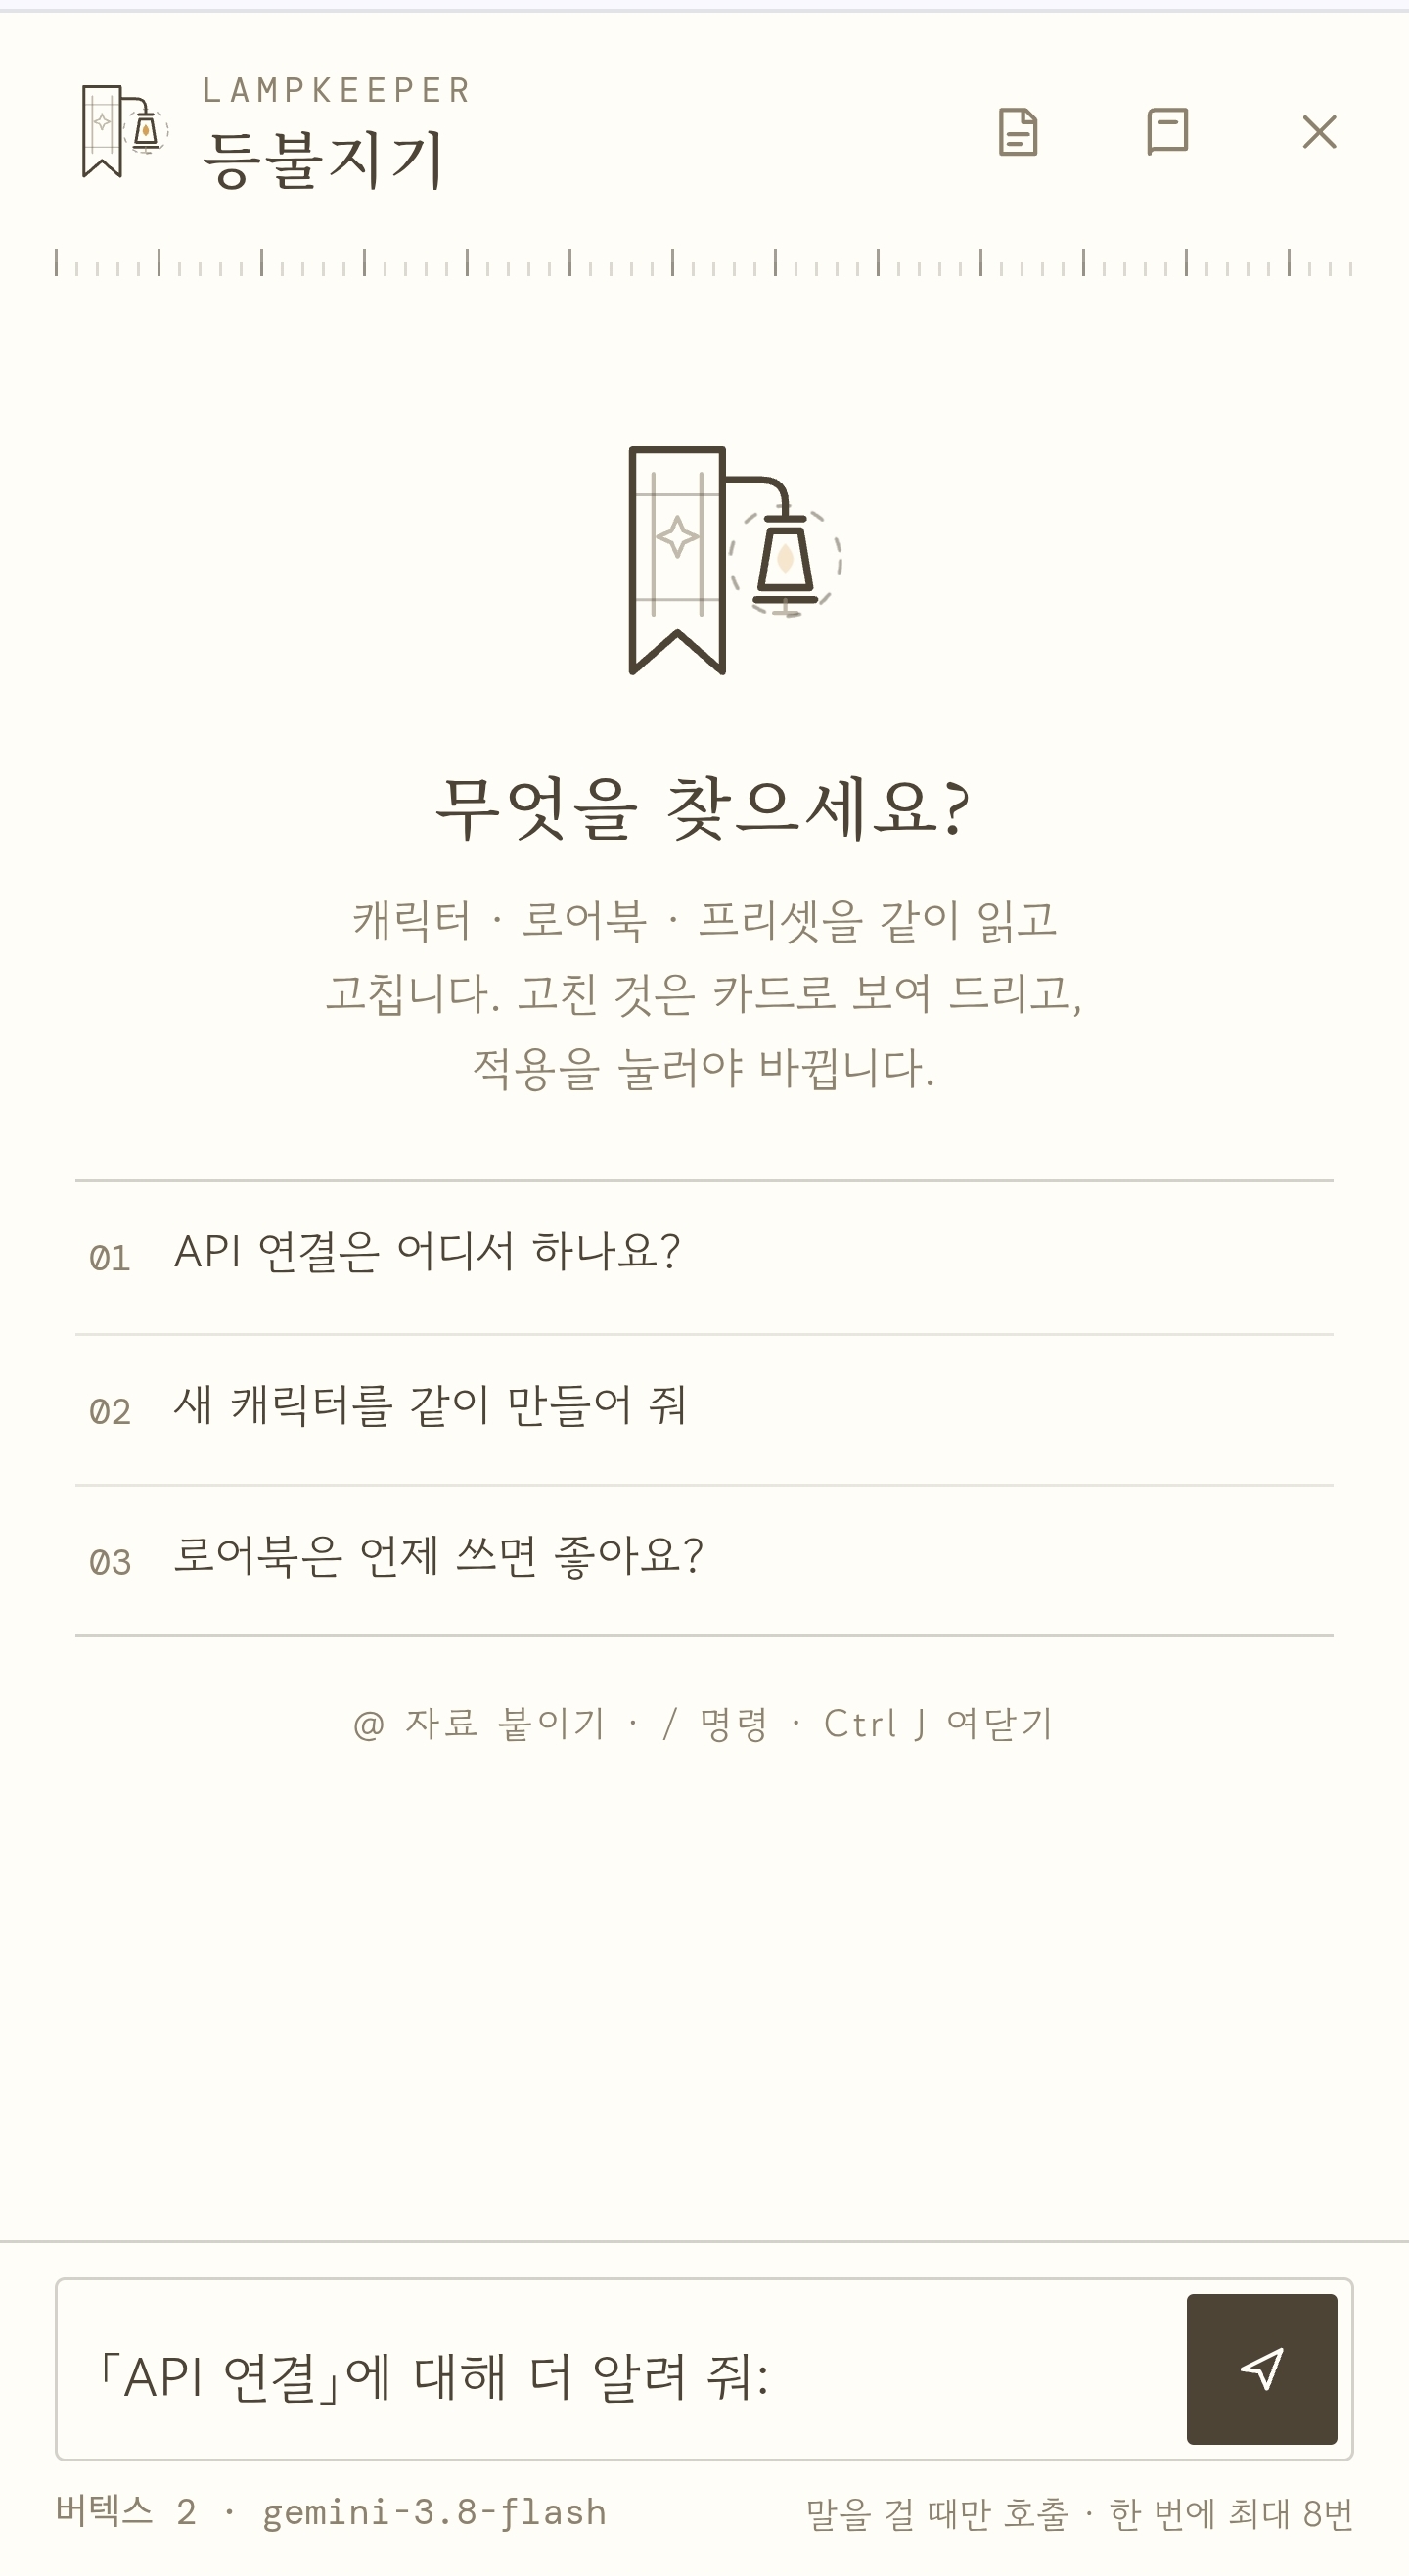 LAMPKEEPER
등불지기
무엇을 찾으세요?
캐릭터 · 로어북 · 프리셋을 같이 읽고
고칩니다. 고친 것은 카드로 보여 드리고,
적용을 눌러야 바뀝니다.
01 API 연결은 어디서 하나요?
02 새 캐릭터를 같이 만들어 줘
03 로어북은 언제 쓰면 좋아요?
@ 자료 붙이기 · / 명령 · Ctrl J 여닫기
「API 연결」에 대해 더 알려 줘:
버텍스 2 · gemini-3.8-flash
말을 걸 때만 호출 · 한 번에 최대 8번